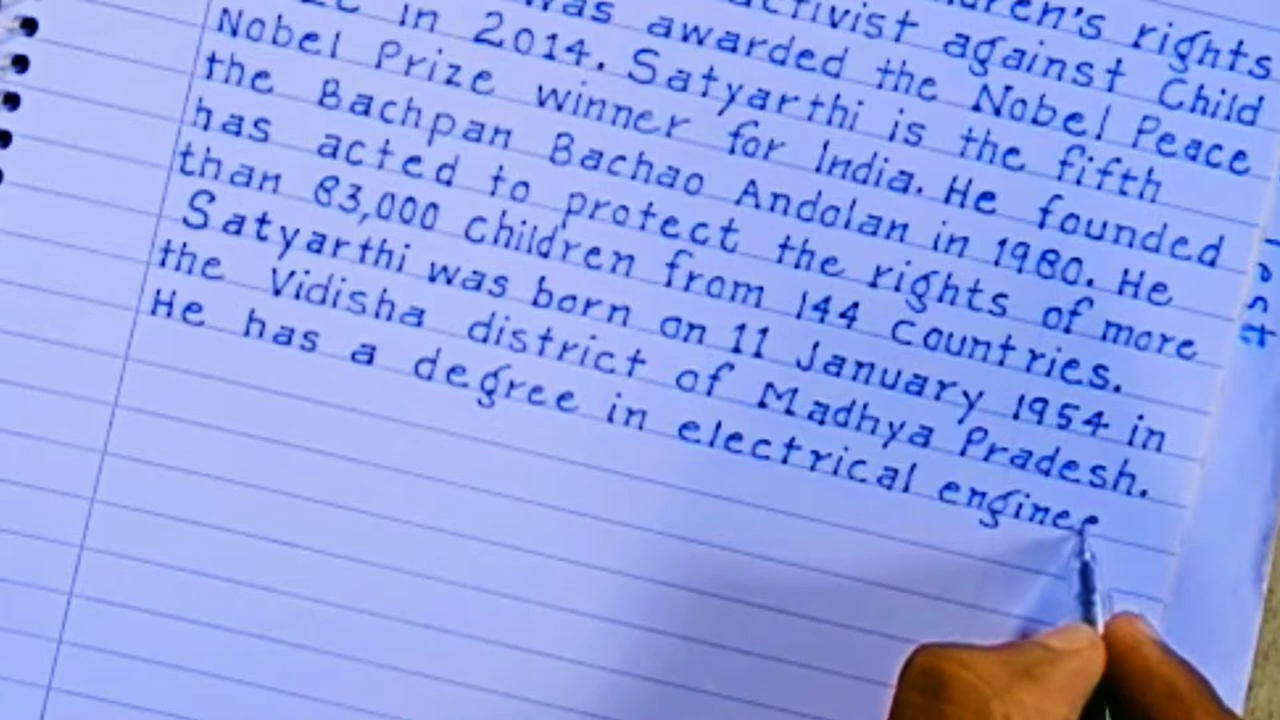 rights
activist against Child
was awarded the Nobel Peace
in 2014. Satyarthi is the fifth
Nobel Prize winner for India. He founded
the Bachpan Bachao Andolan in 1980. He
has acted to protect the rights of more
than 83,000 children from 144 Countries.
Satyarthi was born on 11 January 1954 in
the Vidisha district of Madhya Pradesh.
He has a degree in electrical enginee